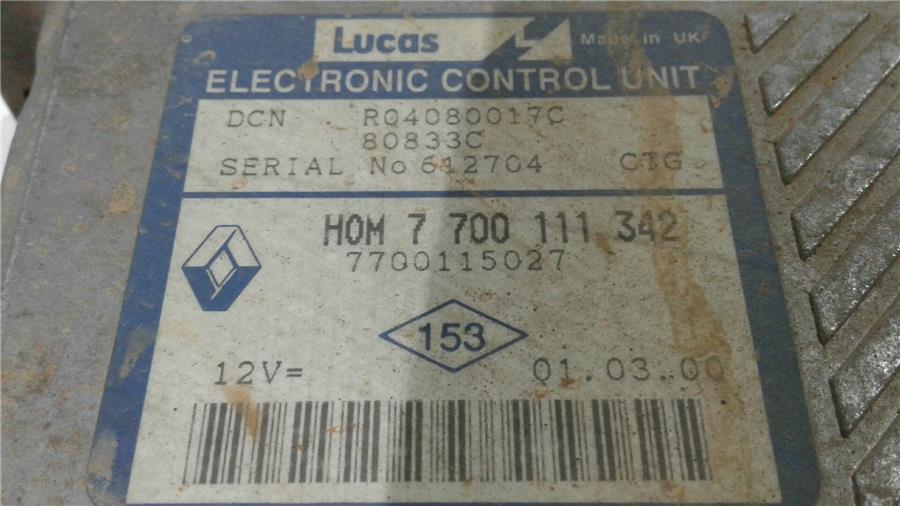 Lucas
Made in UK
ELECTRONIC CONTROL UNIT
DCN R04080017C
80833C
SERIAL No 612704 CTG
HOM 7 700 111 342
7700115027
153
12V= 01.03.00